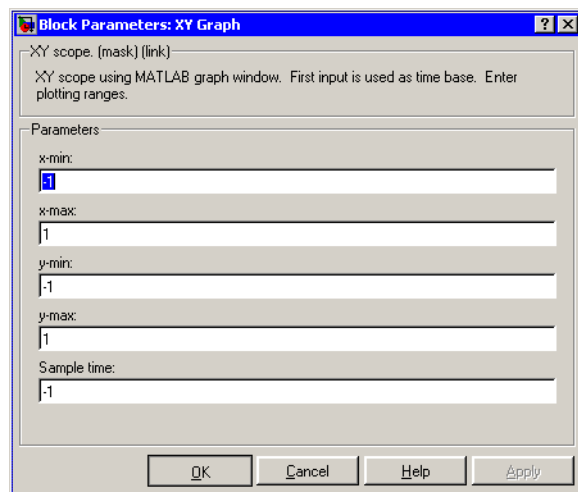 Block Parameters: XY Graph
XY scope. (mask) (link)
XY scope using MATLAB graph window.  First input is used as time base.  Enter
plotting ranges.
Parameters
x-min:
-1
x-max:
1
y-min:
-1
y-max:
1
Sample time:
-1
OK Cancel Help Apply